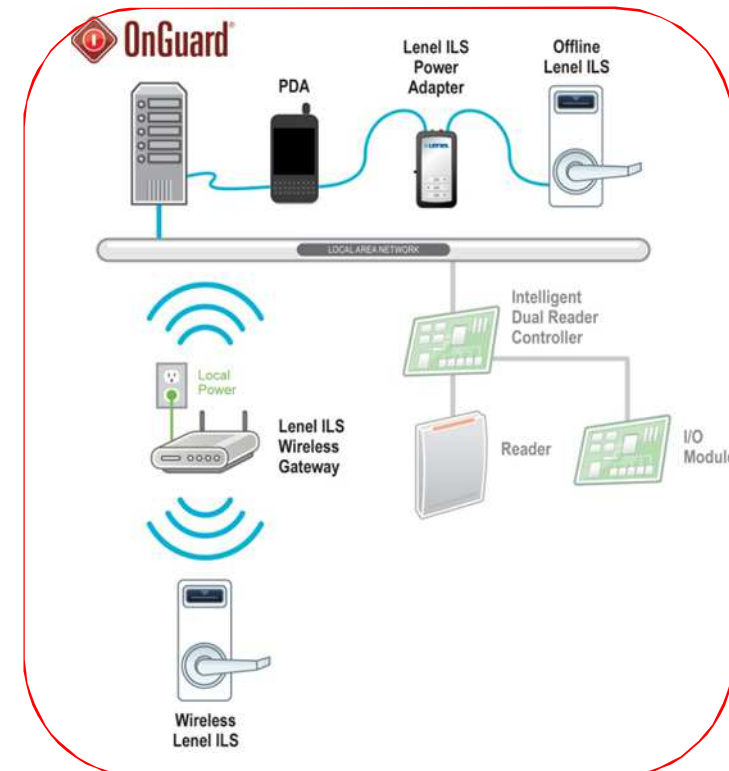 OnGuard®
PDA
Lenel ILS
Power
Adapter
Offline
Lenel ILS
LENEL
LOCAL AREA NETWORK
Intelligent
Dual Reader
Controller
Local
Power
Lenel ILS
Wireless
Gateway
Reader
I/O
Module
Wireless
Lenel ILS